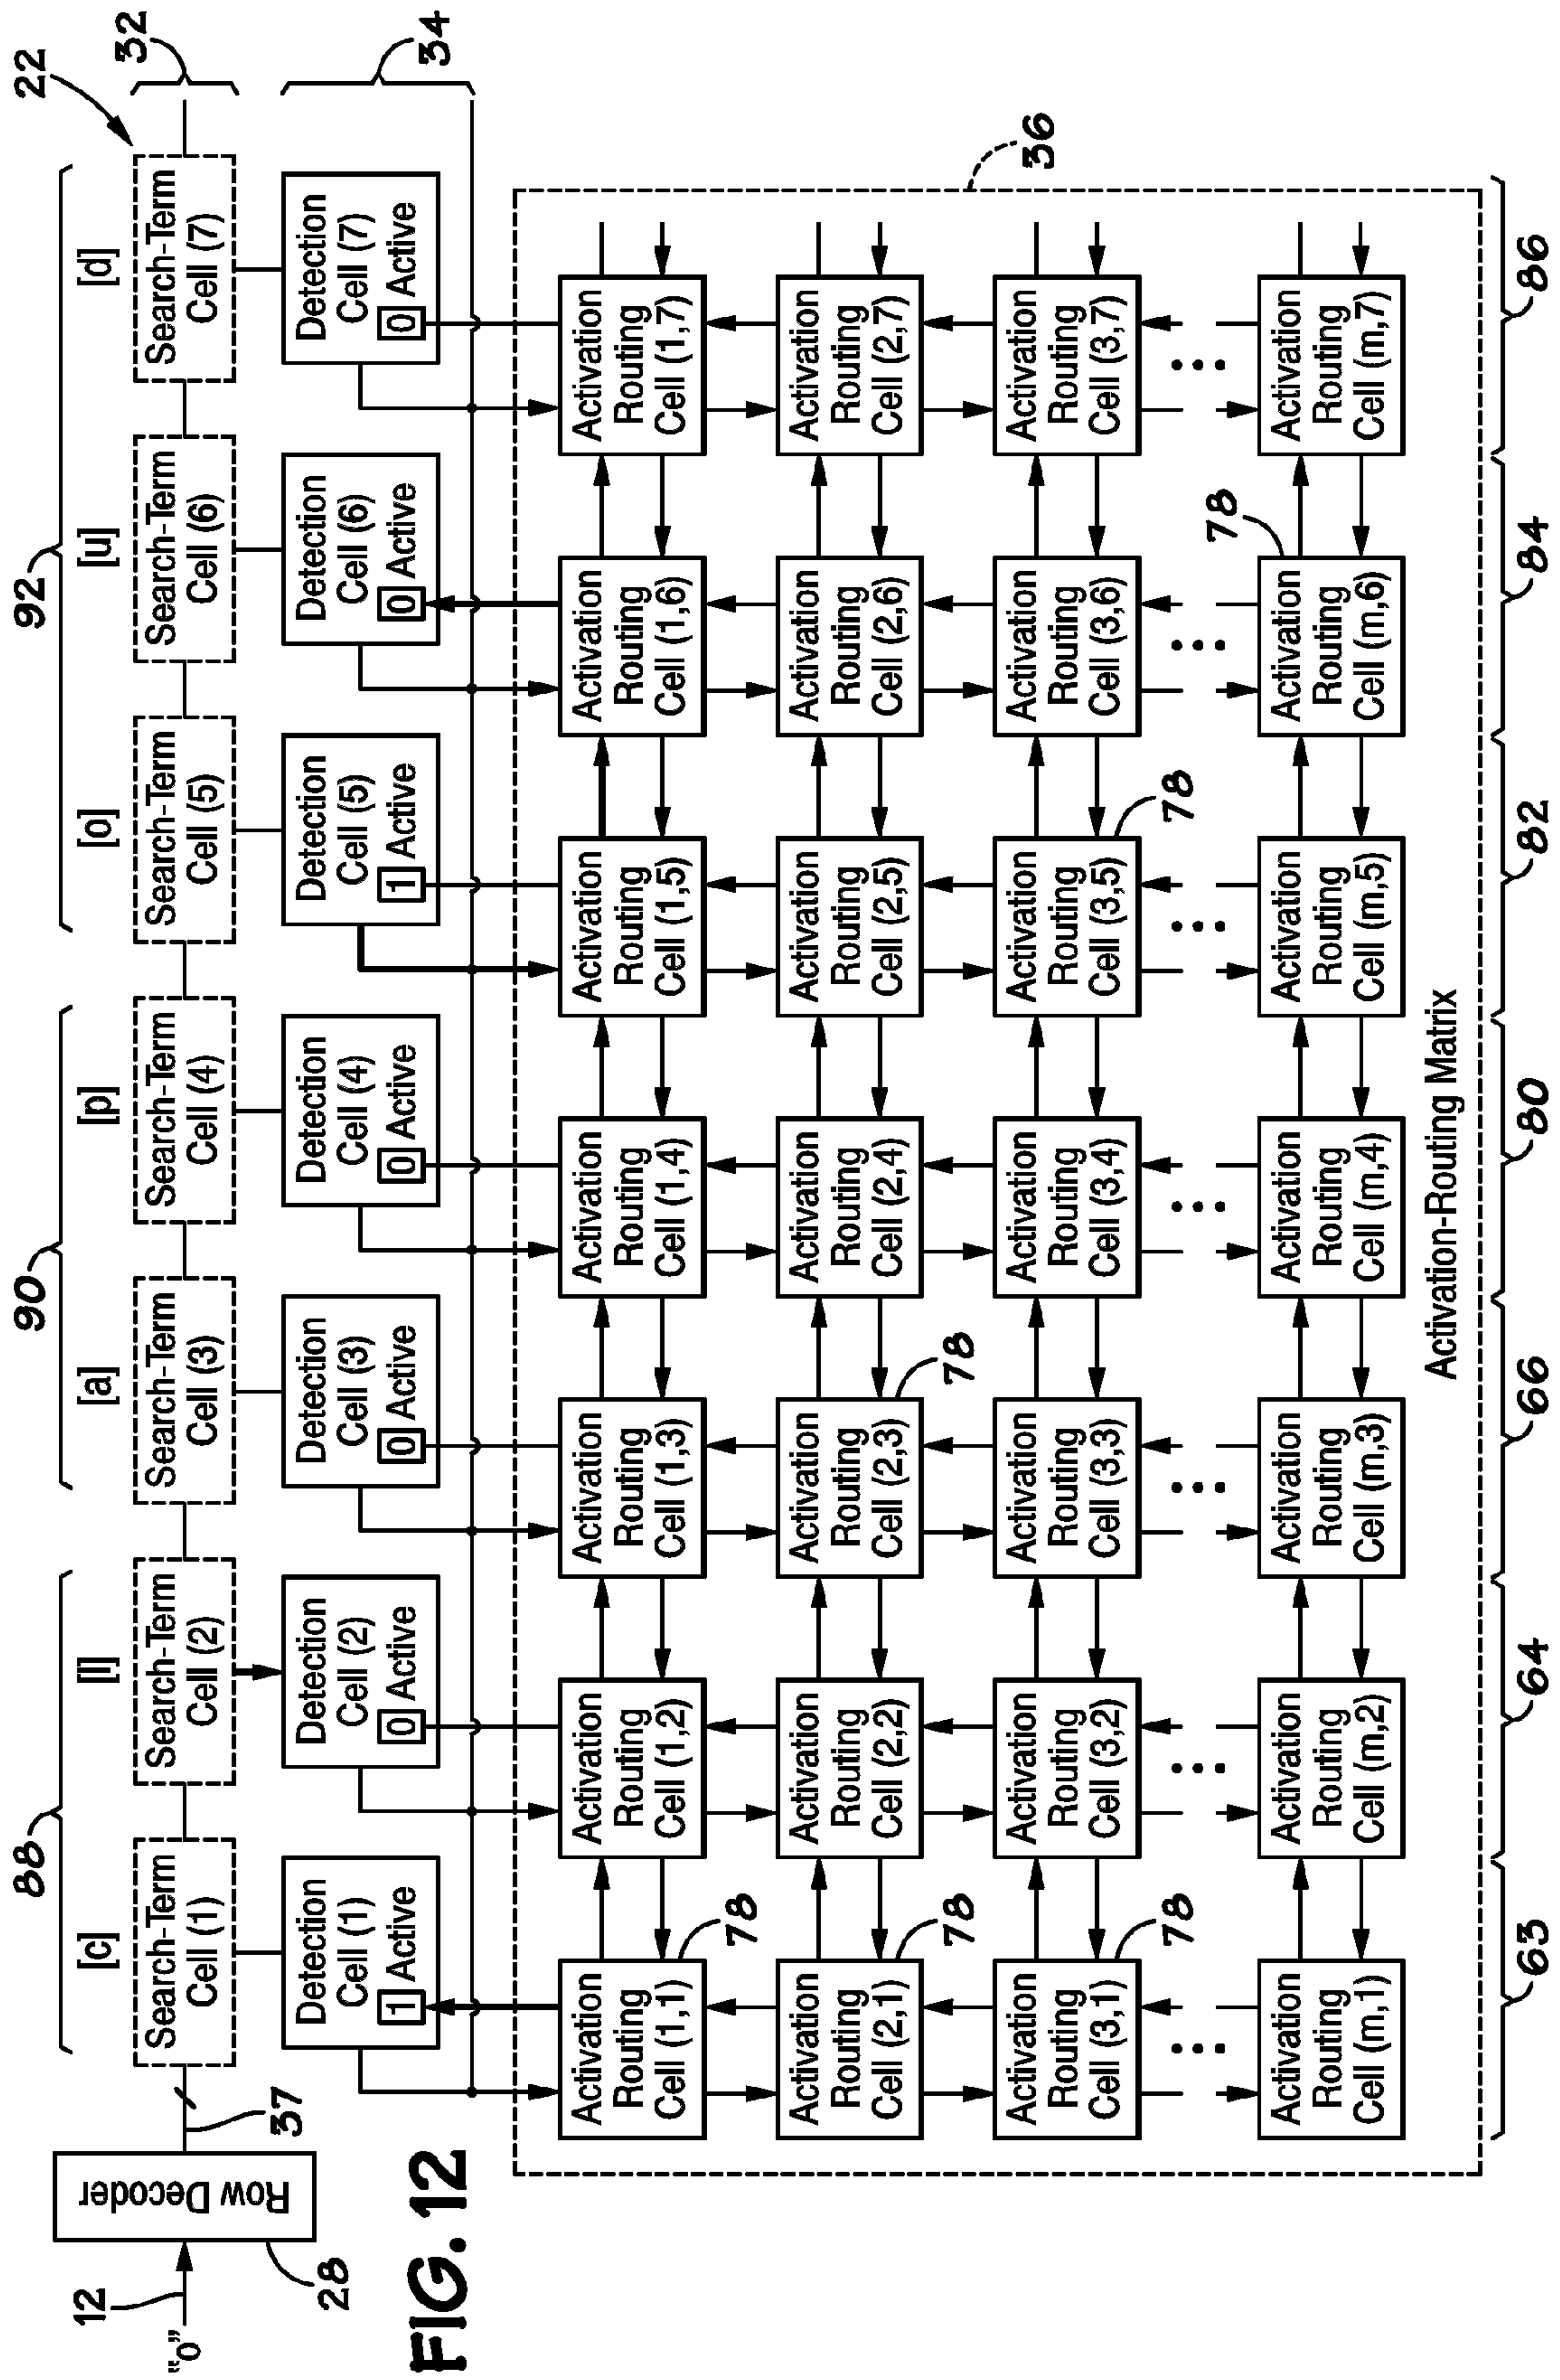 88
90
92
22
[c]
[l]
[a]
[p]
[o]
[u]
[d]
32
12
"o"
Row Decoder
28
37
Search-Term
Cell (1)
Search-Term
Cell (2)
Search-Term
Cell (3)
Search-Term
Cell (4)
Search-Term
Cell (5)
Search-Term
Cell (6)
Search-Term
Cell (7)
34
Detection
Cell (1)
1 Active
Detection
Cell (2)
0 Active
Detection
Cell (3)
0 Active
Detection
Cell (4)
0 Active
Detection
Cell (5)
1 Active
Detection
Cell (6)
0 Active
Detection
Cell (7)
0 Active
FIG. 12
36
Activation
Routing
Cell (1,1)
78
Activation
Routing
Cell (1,2)
Activation
Routing
Cell (1,3)
Activation
Routing
Cell (1,4)
Activation
Routing
Cell (1,5)
Activation
Routing
Cell (1,6)
Activation
Routing
Cell (1,7)
Activation
Routing
Cell (2,1)
78
Activation
Routing
Cell (2,2)
Activation
Routing
Cell (2,3)
78
Activation
Routing
Cell (2,4)
Activation
Routing
Cell (2,5)
Activation
Routing
Cell (2,6)
Activation
Routing
Cell (2,7)
Activation
Routing
Cell (3,1)
78
Activation
Routing
Cell (3,2)
Activation
Routing
Cell (3,3)
Activation
Routing
Cell (3,4)
Activation
Routing
Cell (3,5)
78
Activation
Routing
Cell (3,6)
Activation
Routing
Cell (3,7)
Activation
Routing
Cell (m,1)
Activation
Routing
Cell (m,2)
Activation
Routing
Cell (m,3)
Activation
Routing
Cell (m,4)
Activation
Routing
Cell (m,5)
Activation
Routing
Cell (m,6)
78
Activation
Routing
Cell (m,7)
Activation-Routing Matrix
63
64
66
80
82
84
86